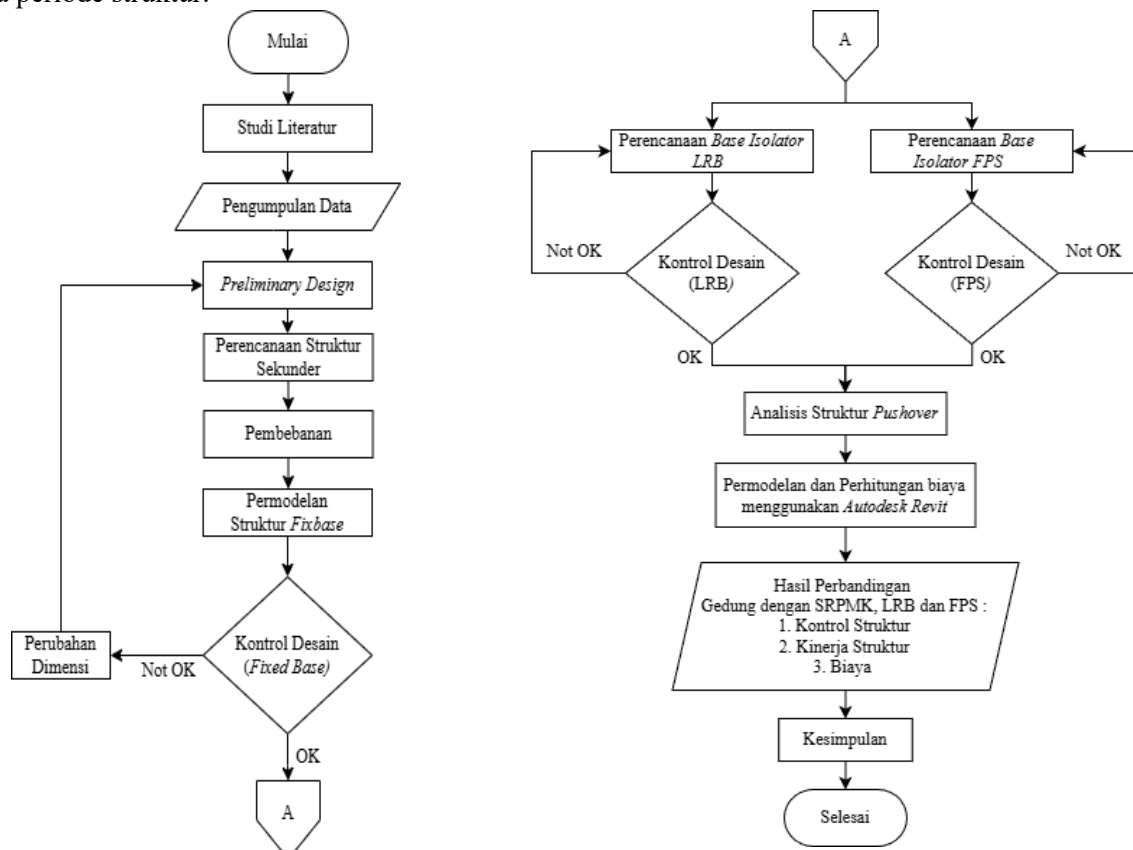 periode struktur.
Mulai
Studi Literatur
Pengumpulan Data
Preliminary Design
Perencanaan Struktur
Sekunder
Pembebanan
Permodelan
Struktur Fixbase
Kontrol Desain
(Fixed Base)
Not OK
Perubahan
Dimensi
OK
A
A
Perencanaan Base Isolator
LRB
Perencanaan Base
Isolator FPS
Kontrol Desain
(LRB)
Not OK
Kontrol Desain
(FPS)
Not OK
OK
OK
Analisis Struktur Pushover
Permodelan dan Perhitungan biaya
menggunakan Autodesk Revit
Hasil Perbandingan
Gedung dengan SRPMK, LRB dan FPS :
1. Kontrol Struktur
2. Kinerja Struktur
3. Biaya
Kesimpulan
Selesai